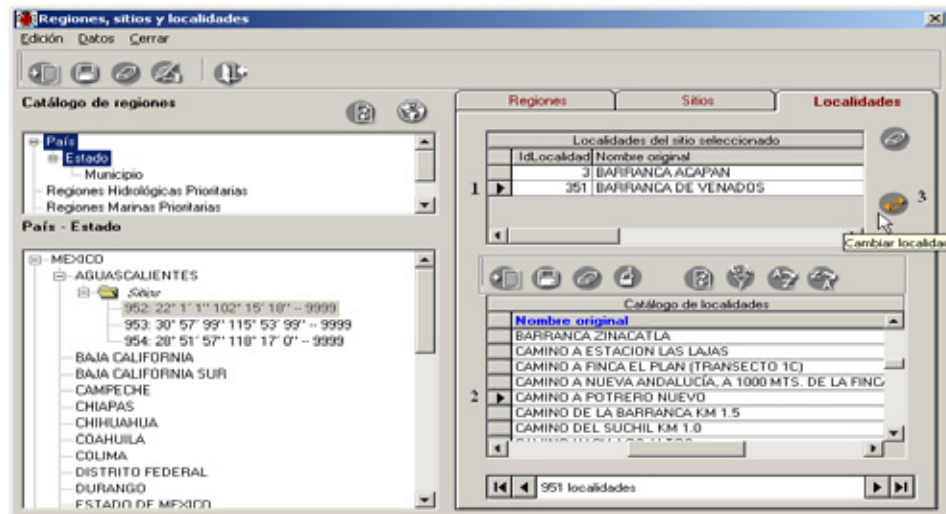 Regiones, sitios y localidades
Edición Datos Cerrar
Catálogo de regiones
País
Estado
Municipio
Regiones Hidrológicas Prioritarias
Regiones Marinas Prioritarias
País - Estado
MEXICO
AGUASCALIENTES
Sitios
952: 22° 1' 1'' 102° 15' 18'' -- 9999
953: 30° 57' 99'' 115° 53' 99'' -- 9999
954: 28° 51' 57'' 118° 17' 0'' -- 9999
BAJA CALIFORNIA
BAJA CALIFORNIA SUR
CAMPECHE
CHIAPAS
CHIHUAHUA
COAHUILA
COLIMA
DISTRITO FEDERAL
DURANGO
ESTADO DE MEXICO
Regiones Sitios Localidades
Localidades del sitio seleccionado
IdLocalidad Nombre original
3 BARRANCA ACAPAN
1
351 BARRANCA DE VENADOS
3
Cambiar localidad
Catálogo de localidades
Nombre original
BARRANCA ZINACATLA
CAMINO A ESTACION LAS LAJAS
CAMINO A FINCA EL PLAN (TRANSECTO 1C)
CAMINO A NUEVA ANDALUCÍA, A 1000 MTS. DE LA FINCA
2
CAMINO A POTRERO NUEVO
CAMINO DE LA BARRANCA KM 1.5
CAMINO DEL SUCHIL KM 1.0
951 localidades